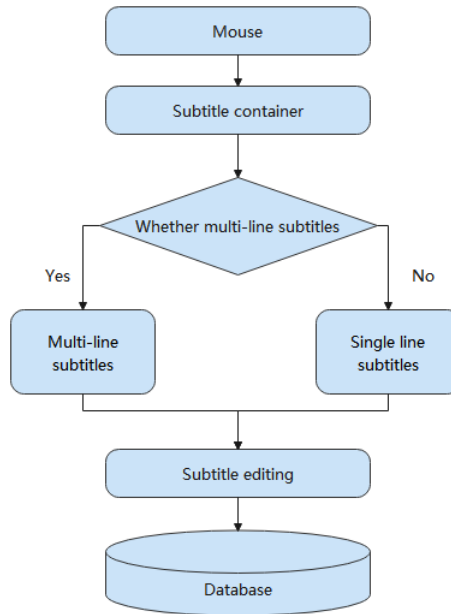 Mouse
Subtitle container
Whether multi-line subtitles
Yes
No
Multi-line
subtitles
Single line
subtitles
Subtitle editing
Database